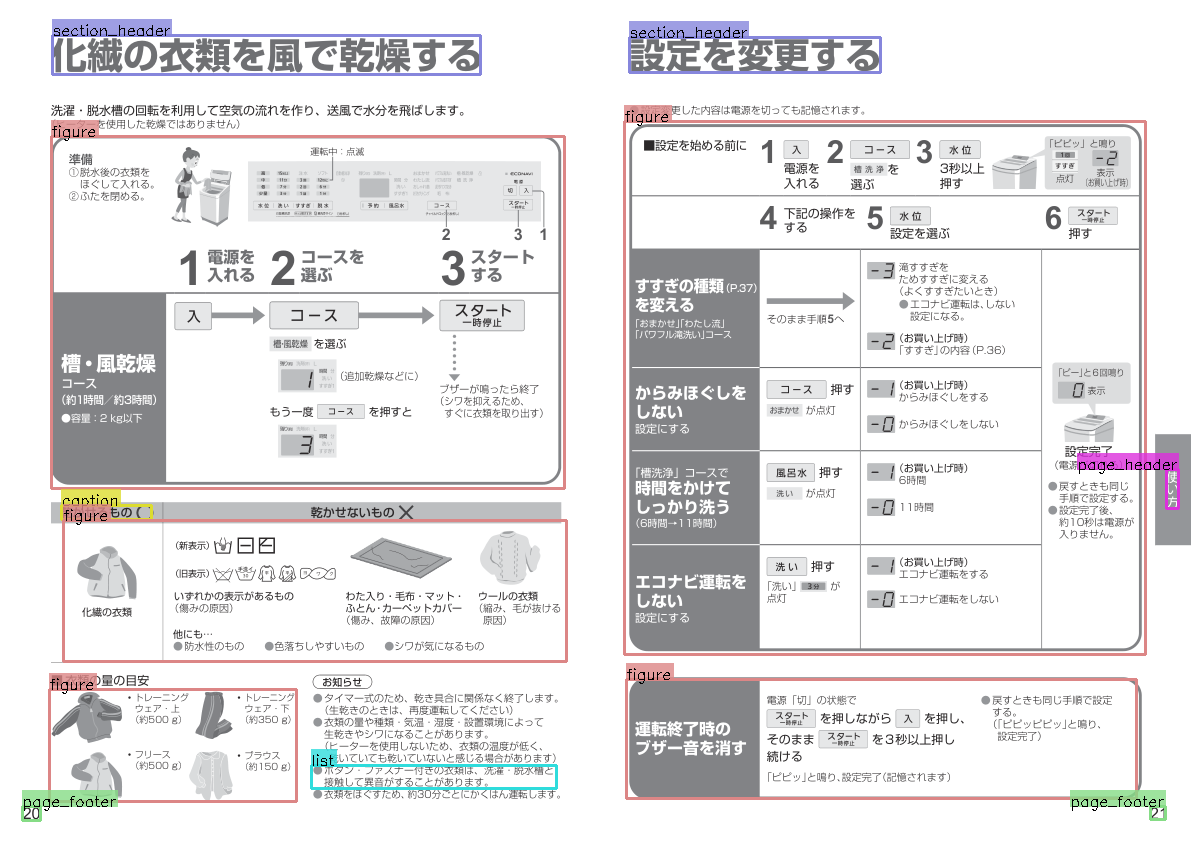 section_header
化繊の衣類を風で乾燥する
洗濯・脱水槽の回転を利用して空気の流れを作り、送風で水分を飛ばします。
ーターを使用した乾燥ではありません)
figure
準備
①脱水後の衣類を
ほぐして入れる。
②ふたを閉める。
運転中：点滅
ECONAVI
電源
切 入
水位 洗い すすぎ 脱水 予約 風呂水 コース スタート
一時停止
2 3 1
1 電源を
入れる
2 コースを
選ぶ
3 スタート
する
槽・風乾燥
コース
(約1時間／約3時間)
●容量：2 kg以下
入
コース
槽・風乾燥 を選ぶ
1
(追加乾燥などに)
もう一度 コース を押すと
3
スタート
一時停止
ブザーが鳴ったら終了
(シワを抑えるため、
すぐに衣類を取り出す)
caption
figure
もの
乾かせないもの ✕
化繊の衣類
(新表示)
(旧表示)
いずれかの表示があるもの
(傷みの原因)
わた入り・毛布・マット・
ふとん・カーペットカバー
(傷み、故障の原因)
ウールの衣類
(縮み、毛が抜ける
原因)
他にも…
●防水性のもの ●色落ちしやすいもの ●シワが気になるもの
衣類の量の目安
figure
・トレーニング
ウェア・上
(約500 g)
・トレーニング
ウェア・下
(約350 g)
・フリース
(約500 g)
・ブラウス
(約150 g)
お知らせ
●タイマー式のため、乾き具合に関係なく終了します。
(生乾きのときは、再度運転してください)
●衣類の量や種類・気温・湿度・設置環境によって
生乾きやシワになることがあります。
(ヒーターを使用しないため、衣類の温度が低く、
いていても乾いていないと感じる場合があります)
list
●ボタン・ファスナー付きの衣類は、洗濯・脱水槽と
接触して異音がすることがあります。
●衣類をほぐすため、約30分ごとにかくはん運転します。
page_footer
20
section_header
設定を変更する
変更した内容は電源を切っても記憶されます。
figure
■設定を始める前に
1 入
電源を
入れる
2 コース
槽洗浄 を
選ぶ
3 水位
3秒以上
押す
「ピピッ」と鳴り
すすぎ
点灯
-2
表示
(お買い上げ時)
4 下記の操作を
する
5 水位
設定を選ぶ
6 スタート
一時停止
押す
すすぎの種類(P.37)
を変える
「おまかせ」「わたし流」
「パワフル滝洗い」コース
そのまま手順5へ
-3 滝すすぎを
ためすすぎに変える
(よくすすぎたいとき)
●エコナビ運転は、しない
設定になる。
-2 (お買い上げ時)
「すすぎ」の内容(P.36)
からみほぐしを
しない
設定にする
コース 押す
おまかせ が点灯
-1 (お買い上げ時)
からみほぐしをする
-0 からみほぐしをしない
「槽洗浄」コースで
時間をかけて
しっかり洗う
(6時間→11時間)
風呂水 押す
洗い が点灯
-1 (お買い上げ時)
6時間
-0 11時間
エコナビ運転を
しない
設定にする
洗い 押す
「洗い」 3分 が
点灯
-1 (お買い上げ時)
エコナビ運転をする
-0 エコナビ運転をしない
「ピー」と6回鳴り
0 表示
設定完了
(電源
●戻すときも同じ
手順で設定する。
●設定完了後、
約10秒は電源が
入りません。
page_header
使い方
figure
運転終了時の
ブザー音を消す
電源「切」の状態で
スタート
一時停止 を押しながら 入 を押し、
そのまま スタート
一時停止 を3秒以上押し
続ける
「ピピッ」と鳴り、設定完了(記憶されます)
●戻すときも同じ手順で設定
する。
(「ピピッピピッ」と鳴り、
設定完了)
page_footer
21